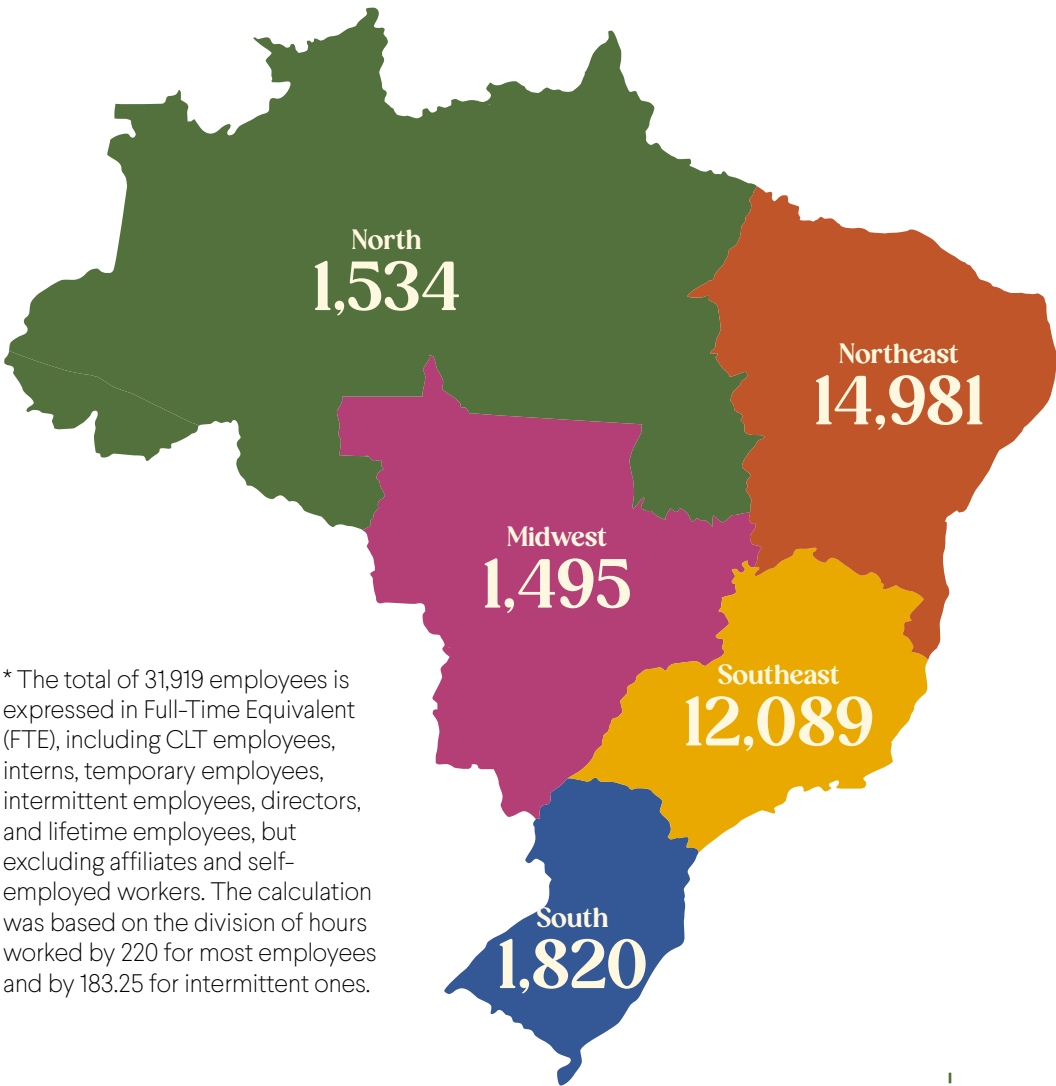 North
1,534
Northeast
14,981
Midwest
1,495
Southeast
12,089
South
1,820
* The total of 31,919 employees is
expressed in Full-Time Equivalent
(FTE), including CLT employees,
interns, temporary employees,
intermittent employees, directors,
and lifetime employees, but
excluding affiliates and self-
employed workers. The calculation
was based on the division of hours
worked by 220 for most employees
and by 183.25 for intermittent ones.